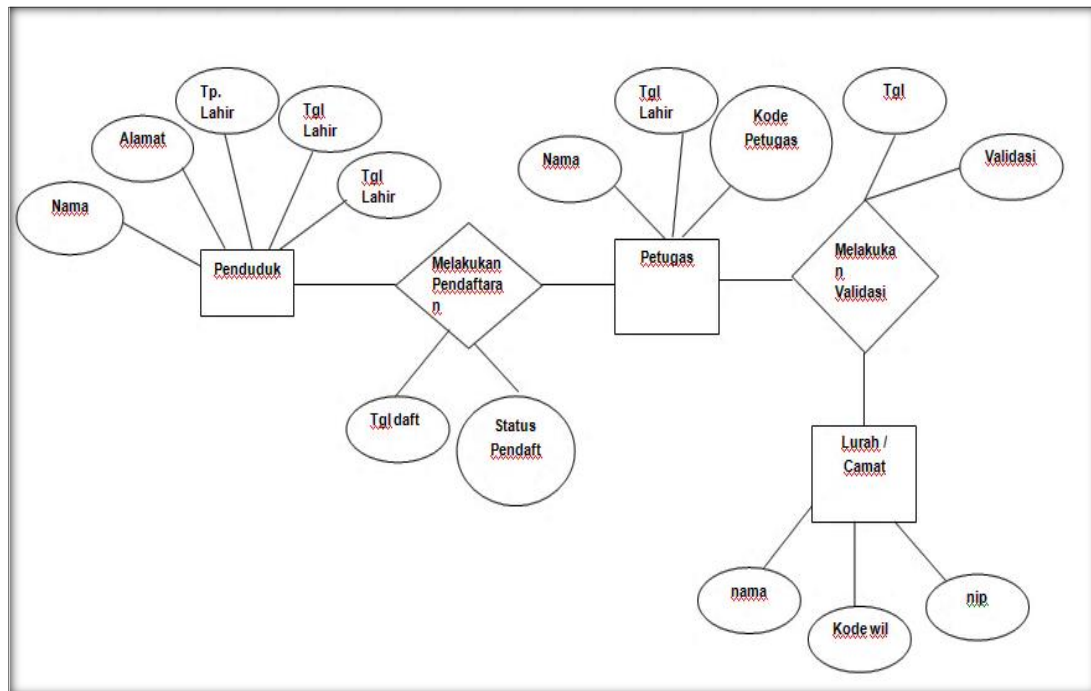 Tp.
Lahir
Tgl
Lahir
Alamat
Tgl
Lahir
Nama
Penduduk
Melakukan
Pendaftara
n
Tgl daft
Status
Pendaft
Tgl
Lahir
Kode
Petugas
Nama
Petugas
Tgl
Validasi
Melakuka
n
Validasi
Lurah /
Camat
nama
Kode wil
nip